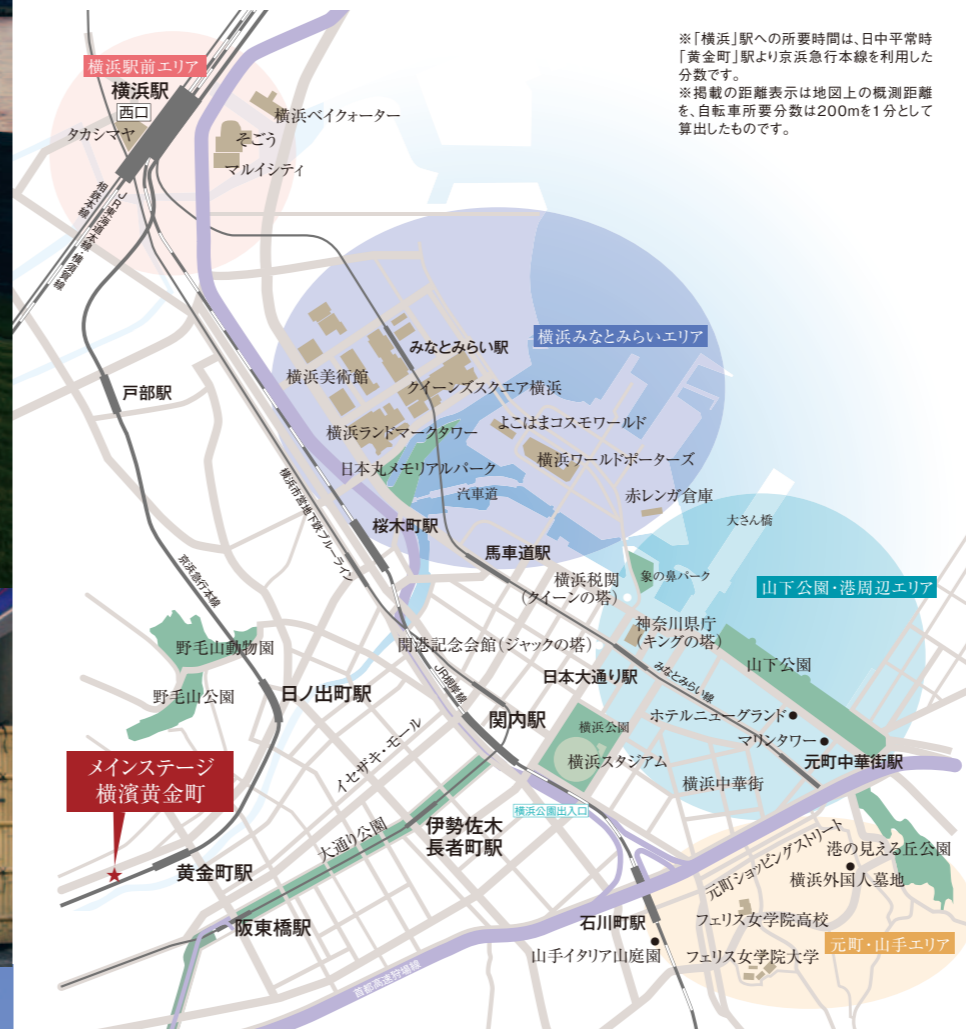 ※「横浜」駅への所要時間は、日中平常時
「黄金町」駅より京浜急行本線を利用した
分数です。
※掲載の距離表示は地図上の概測距離
を、自転車所要分数は200mを1分として
算出したものです。
横浜駅前エリア
横浜駅
西口
タカシマヤ
横浜ベイクォーター
そごう
マルイシティ
相鉄本線
JR東海道本線・横須賀線
横浜みなとみらいエリア
みなとみらい駅
横浜美術館
クイーンズスクエア横浜
戸部駅
よこはまコスモワールド
横浜ランドマークタワー
横浜ワールドポーターズ
日本丸メモリアルパーク
汽車道
赤レンガ倉庫
横浜市営地下鉄ブルーライン
大さん橋
桜木町駅
馬車道駅
京浜急行本線
横浜税関
(クイーンの塔)
象の鼻パーク
山下公園・港周辺エリア
神奈川県庁
(キングの塔)
開港記念会館(ジャックの塔)
野毛山動物園
山下公園
日本大通り駅
みなとみらい線
JR根岸線
野毛山公園
日ノ出町駅
関内駅
横浜公園
ホテルニューグランド
マリンタワー
イセザキ・モール
横浜スタジアム
元町中華街駅
横浜中華街
メインステージ
横濱黄金町
横浜公園出入口
伊勢佐木
長者町駅
大通り公園
黄金町駅
元町ショッピングストリート
港の見える丘公園
横浜外国人墓地
阪東橋駅
石川町駅
フェリス女学院高校
元町・山手エリア
山手イタリア山庭園
フェリス女学院大学
首都高速狩場線